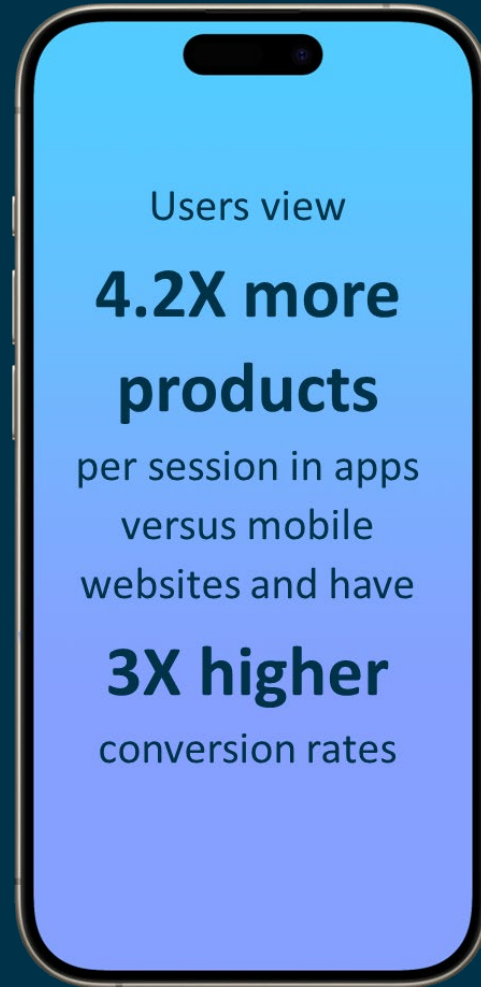 Users view
4.2X more
products
per session in apps
versus mobile
websites and have
3X higher
conversion rates